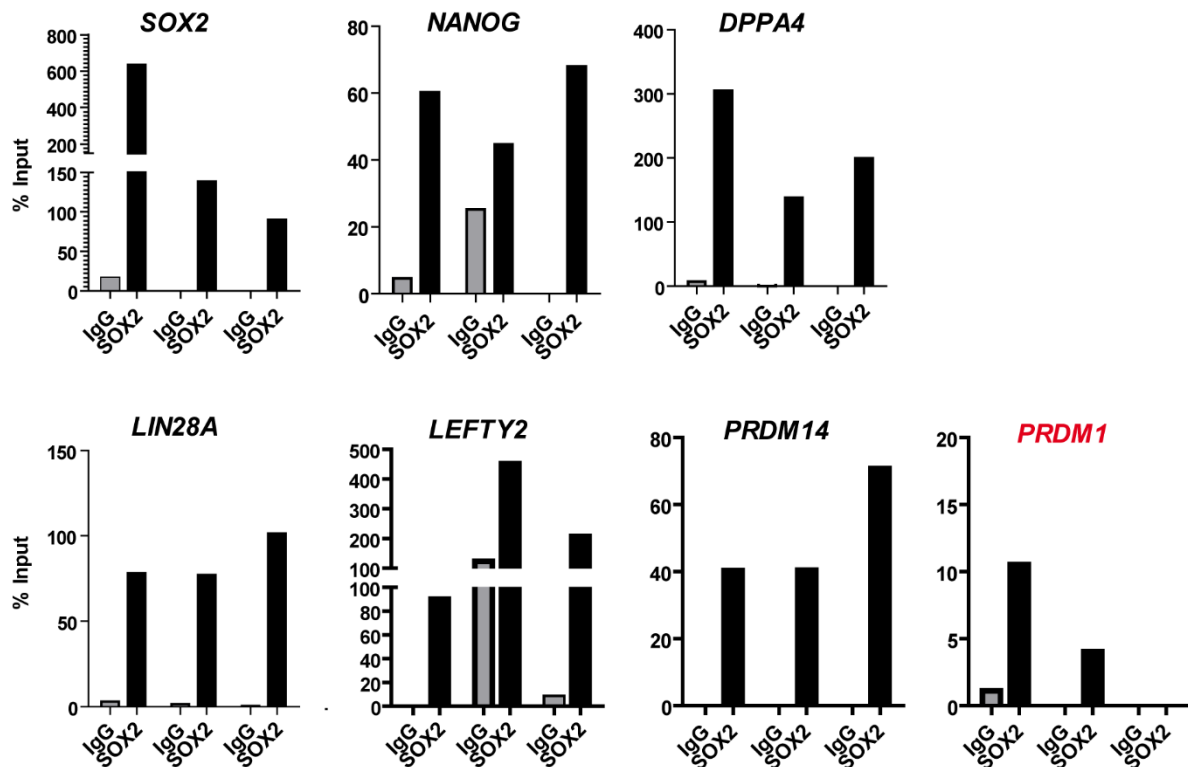 SOX2
% Input
800
600
400
200
150
100
50
0
IgG SOX2 IgG SOX2 IgG SOX2
NANOG
80
60
40
20
0
IgG SOX2 IgG SOX2 IgG SOX2
DPPA4
400
300
200
100
0
IgG SOX2 IgG SOX2 IgG SOX2
LIN28A
% Input
150
100
50
0
IgG SOX2 IgG SOX2 IgG SOX2
LEFTY2
500
400
300
200
100
100
80
60
40
20
0
IgG SOX2 IgG SOX2 IgG SOX2
PRDM14
80
60
40
20
0
IgG SOX2 IgG SOX2 IgG SOX2
PRDM1
20
15
10
5
0
IgG SOX2 IgG SOX2 IgG SOX2